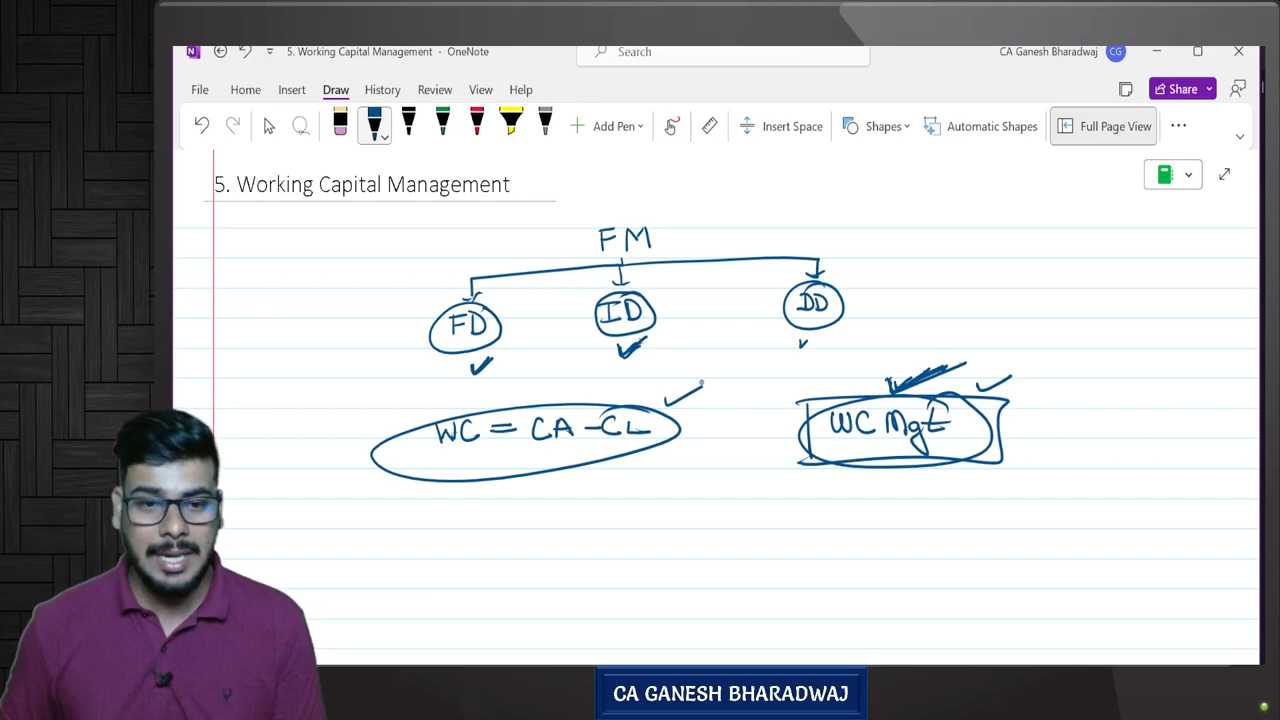 5. Working Capital Management - OneNote
Search
CA Ganesh Bharadwaj CG
File Home Insert Draw History Review View Help
Share
Add Pen
Insert Space
Shapes
Automatic Shapes
Full Page View
5. Working Capital Management
FM
FD ID DD
WC = CA - CL
WC Mgt
CA GANESH BHARADWAJ